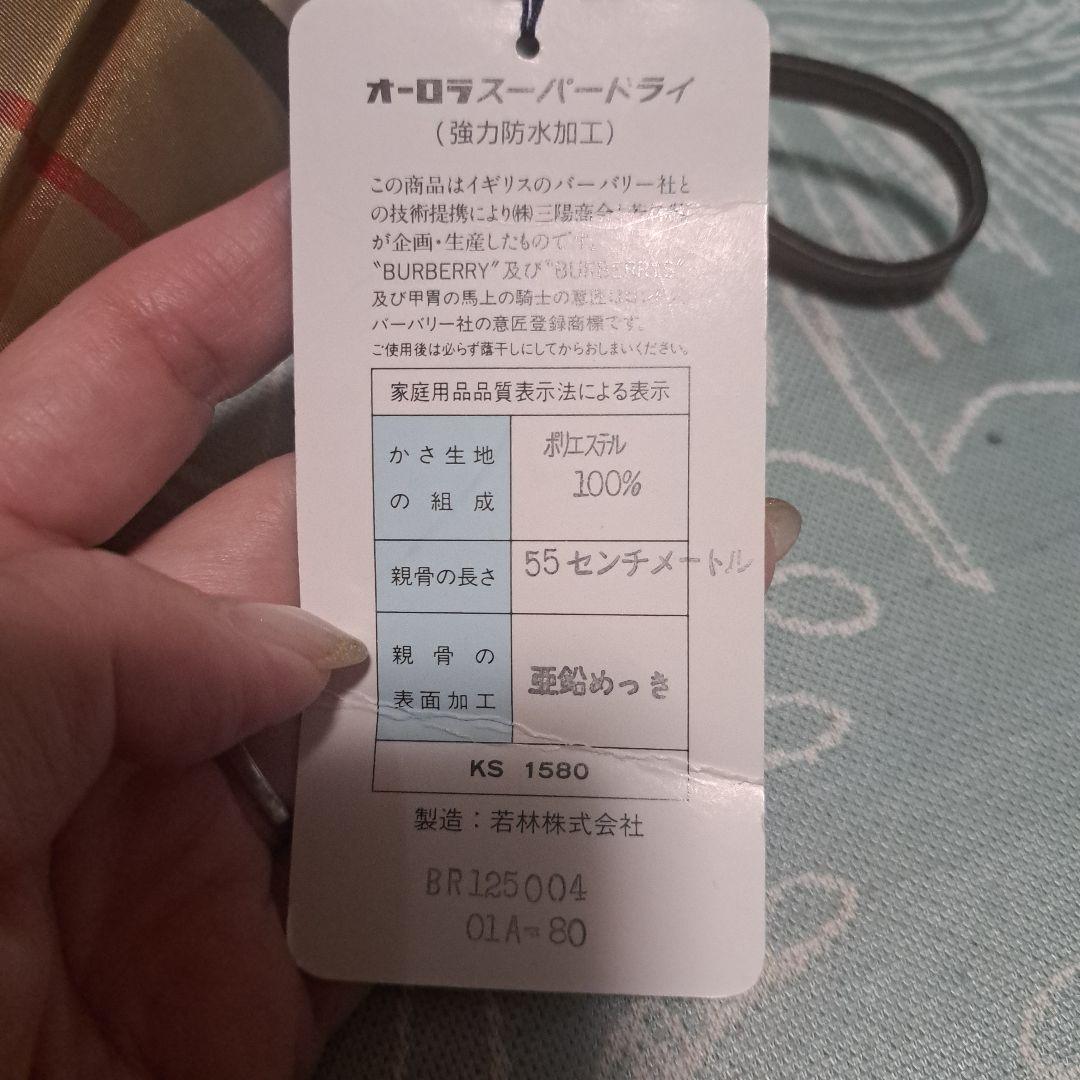 オーロラスーパードライ
(強力防水加工)
この商品はイギリスのバーバリー社と
の技術提携により㈱三陽商会と
が企画・生産したものです。
"BURBERRY"及び"BURBERRYS"
及び甲冑の馬上の騎士の意匠は
バーバリー社の意匠登録商標です。
ご使用後は必らず蔭干しにしてからおしまいください。
家庭用品品質表示法による表示
かさ生地の組成
ポリエステル
100%
親骨の長さ
55センチメートル
親骨の表面加工
亜鉛めっき
KS 1580
製造：若林株式会社
BR125004
01A-80